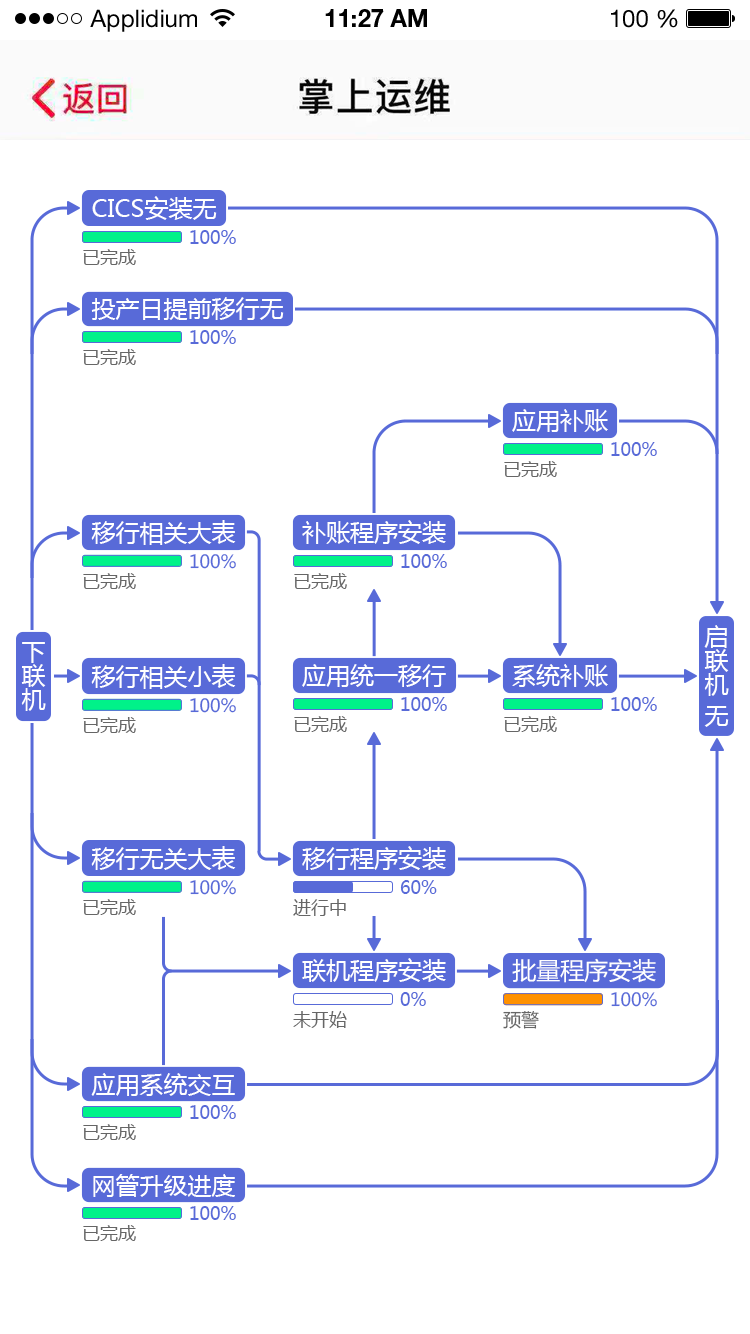 Applidium 11:27 AM 100 %
返回 掌上运维
CICS安装无
100%
已完成
投产日提前移行无
100%
已完成
应用补账
100%
已完成
移行相关大表 补账程序安装
100% 100%
已完成 已完成
下联机
移行相关小表 应用统一移行 系统补账
100% 100% 100%
已完成 已完成 已完成
启联机 无
移行无关大表 移行程序安装
100% 60%
已完成 进行中
联机程序安装 批量程序安装
0% 100%
未开始 预警
应用系统交互
100%
已完成
网管升级进度
100%
已完成